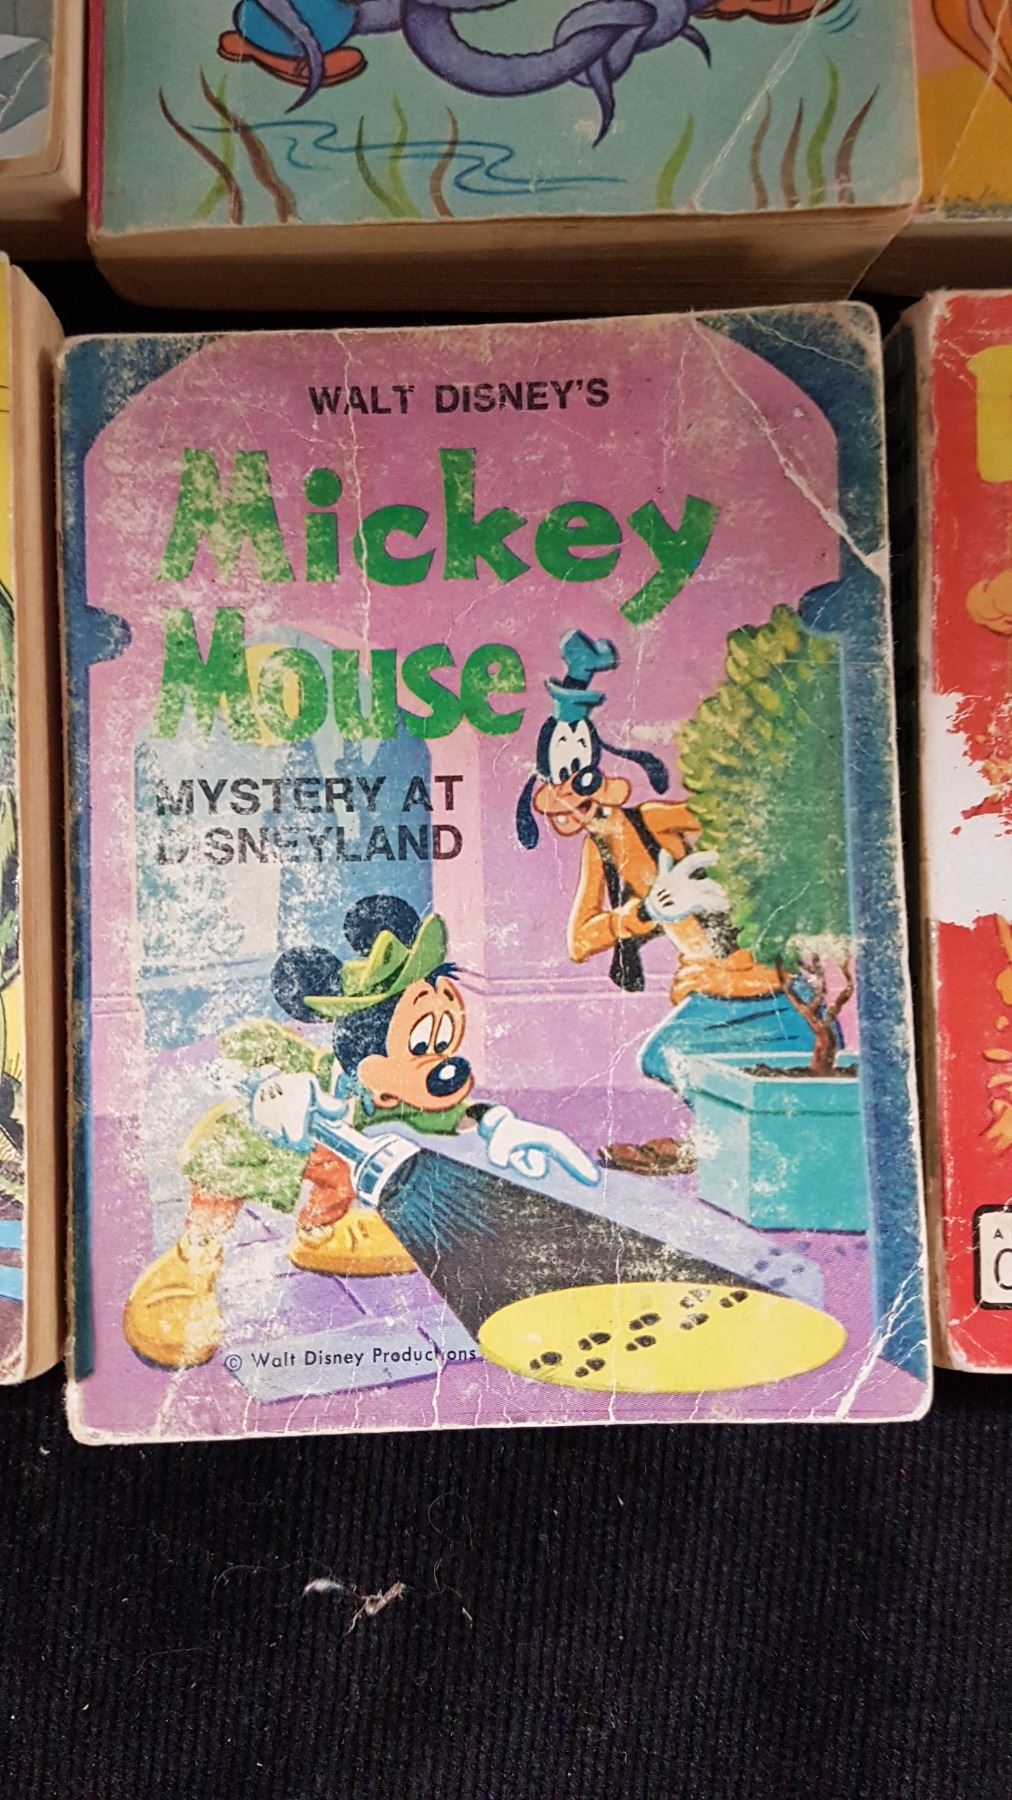 WALT DISNEY'S
Mickey
Mouse
MYSTERY AT
DISNEYLAND
© Walt Disney Productions